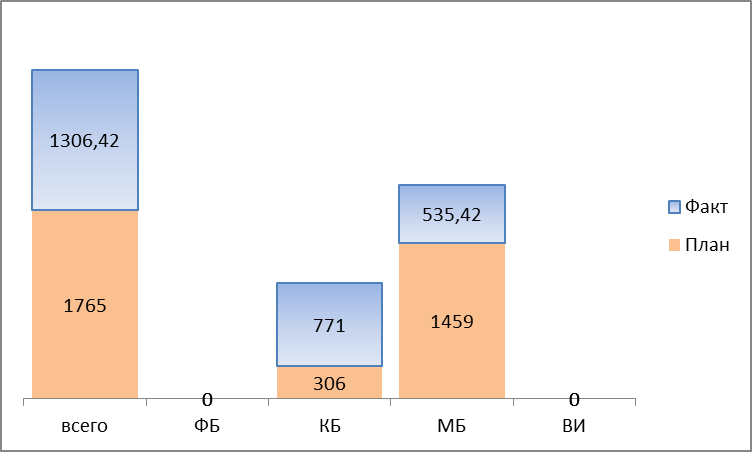 1306,42
535,42
Факт
План
1765
771
1459
306
0
0
всего
ФБ
КБ
МБ
ВИ